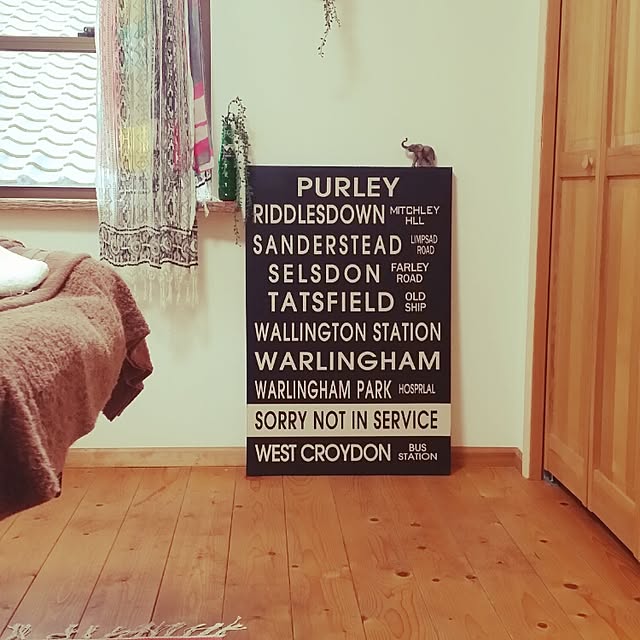 PURLEY
RIDDLESDOWN MITCHLEY HLL
SANDERSTEAD LIMPSAD ROAD
SELSDON FARLEY ROAD
TATSFIELD OLD SHIP
WALLINGTON STATION
WARLINGHAM
WARLINGHAM PARK HOSPRLAL
SORRY NOT IN SERVICE
WEST CROYDON BUS STATION